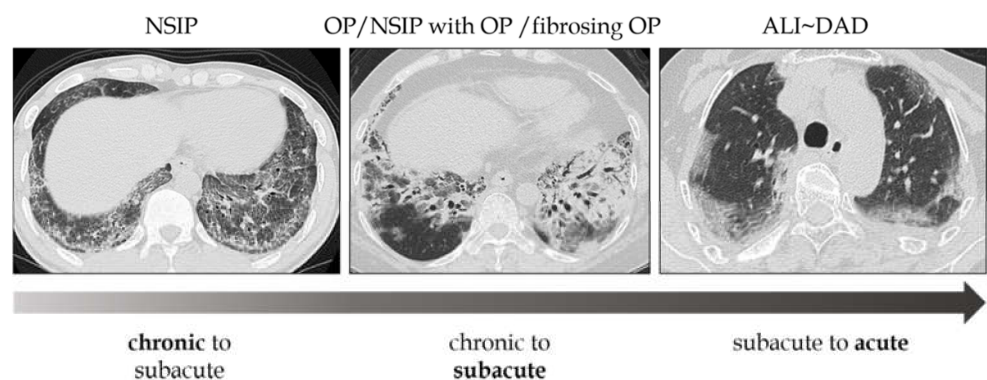 NSIP
OP/NSIP with OP /fibrosing OP
ALI~DAD
chronic to
subacute
chronic to
subacute
subacute to acute